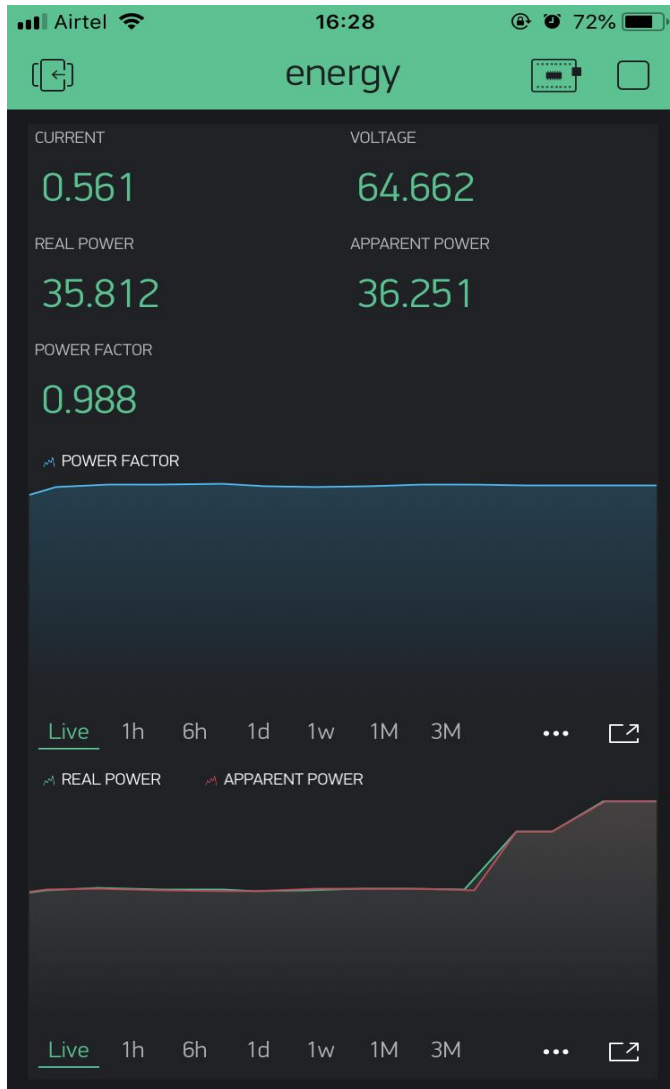 Airtel 16:28 72%
energy
CURRENT VOLTAGE
0.561 64.662
REAL POWER APPARENT POWER
35.812 36.251
POWER FACTOR
0.988
POWER FACTOR
Live 1h 6h 1d 1w 1M 3M
REAL POWER APPARENT POWER
Live 1h 6h 1d 1w 1M 3M